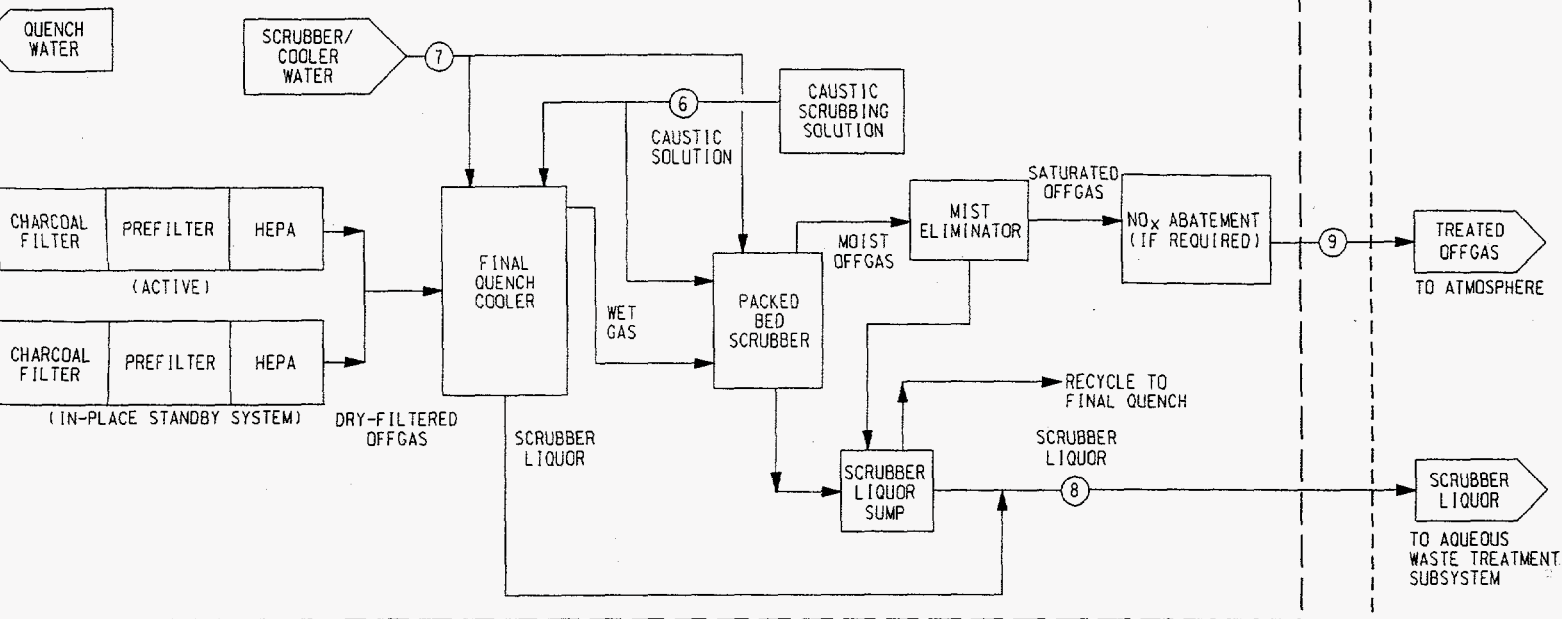 QUENCH
WATER
SCRUBBER/
COOLER
WATER
7
6
CAUSTIC
SOLUTION
CAUSTIC
SCRUBBING
SOLUTION
CHARCOAL
FILTER
PREFILTER
HEPA
(ACTIVE)
CHARCOAL
FILTER
PREFILTER
HEPA
(IN-PLACE STANDBY SYSTEM)
DRY-FILTERED
OFFGAS
FINAL
QUENCH
COOLER
WET
GAS
SCRUBBER
LIQUOR
PACKED
BED
SCRUBBER
MOIST
OFFGAS
MIST
ELIMINATOR
SATURATED
OFFGAS
NOx ABATEMENT
(IF REQUIRED)
9
TREATED
OFFGAS
TO ATMOSPHERE
RECYCLE TO
FINAL QUENCH
SCRUBBER
LIQUOR
SUMP
SCRUBBER
LIQUOR
8
SCRUBBER
LIQUOR
TO AQUEOUS
WASTE TREATMENT
SUBSYSTEM